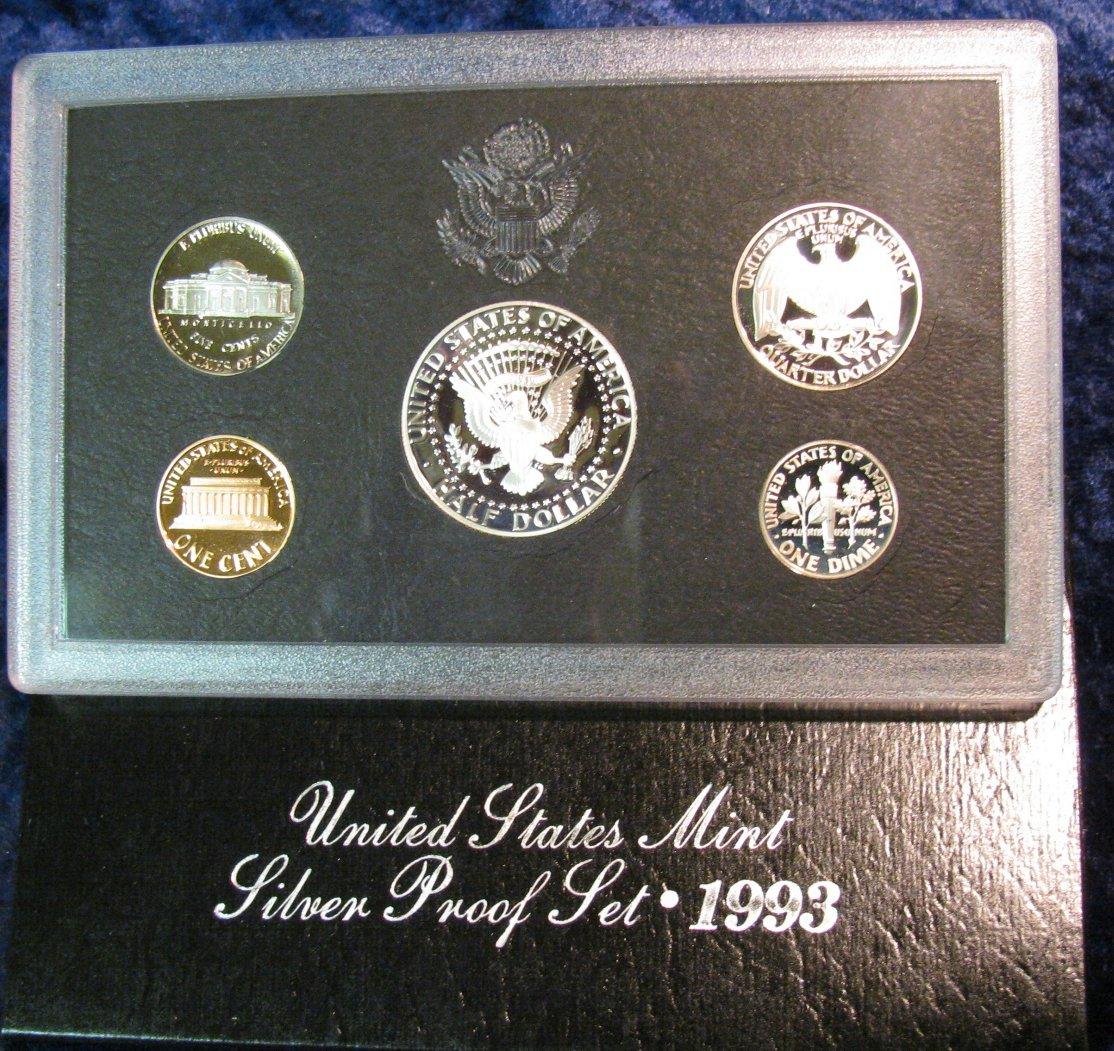 E PLURIBUS UNUM
MONTICELLO
FIVE CENTS
UNITED STATES OF AMERICA
UNITED STATES OF AMERICA
HALF DOLLAR
UNITED STATES OF AMERICA
E PLURIBUS
UNUM
QUARTER DOLLAR
UNITED STATES OF AMERICA
E·PLURIBUS
·UNUM·
ONE CENT
UNITED STATES OF AMERICA
E·PLURIBUS·UNUM
·ONE DIME·
United States Mint
Silver Proof Set • 1993